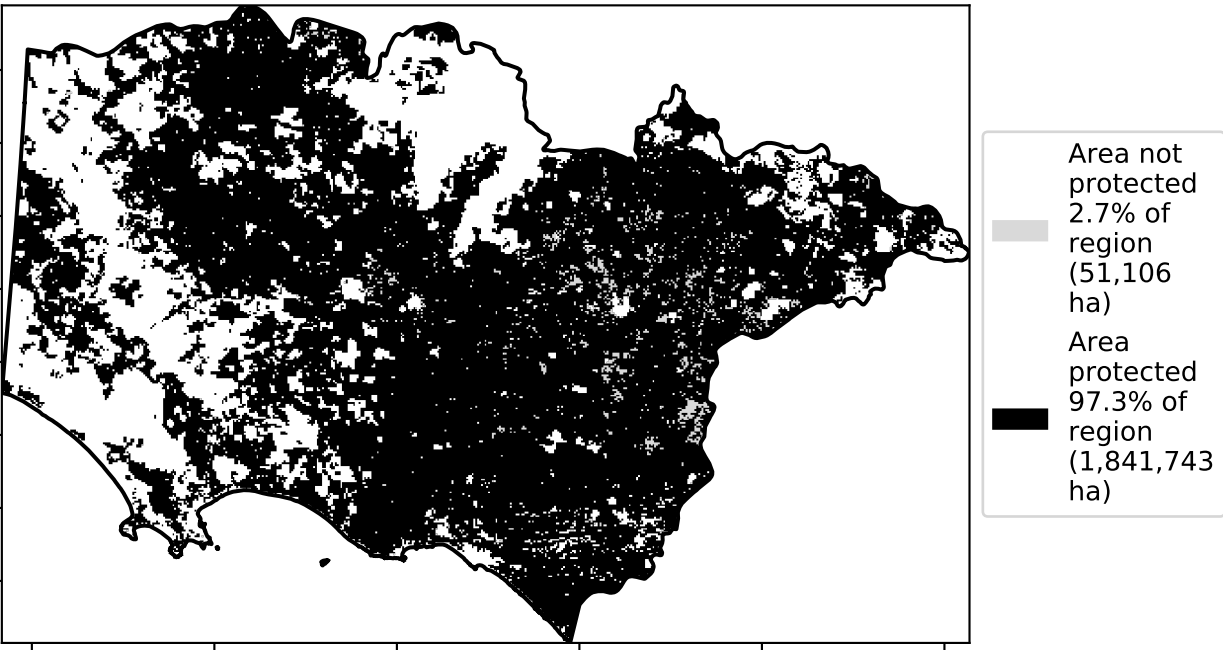 Area not
protected
2.7% of
region
(51,106
ha)
Area
protected
97.3% of
region
(1,841,743
ha)